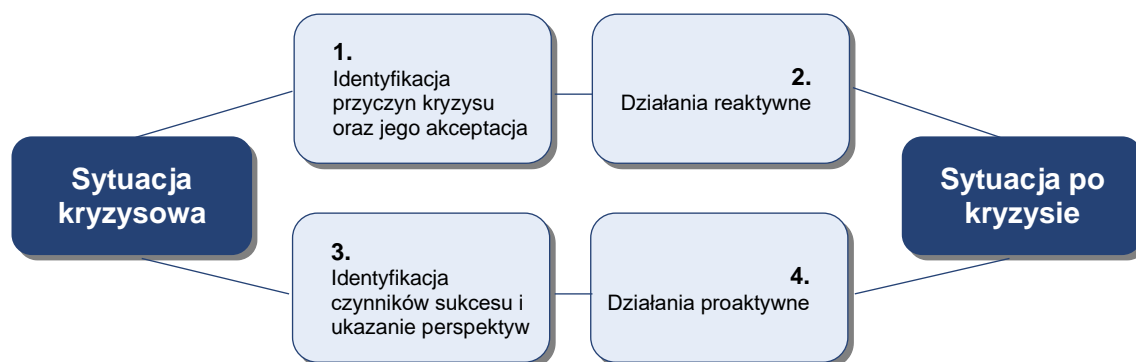 1.
Identyfikacja
przyczyn kryzysu
oraz jego akceptacja
2.
Działania reaktywne
Sytuacja
kryzysowa
Sytuacja po
kryzysie
3.
Identyfikacja
czynników sukcesu i
ukazanie perspektyw
4.
Działania proaktywne